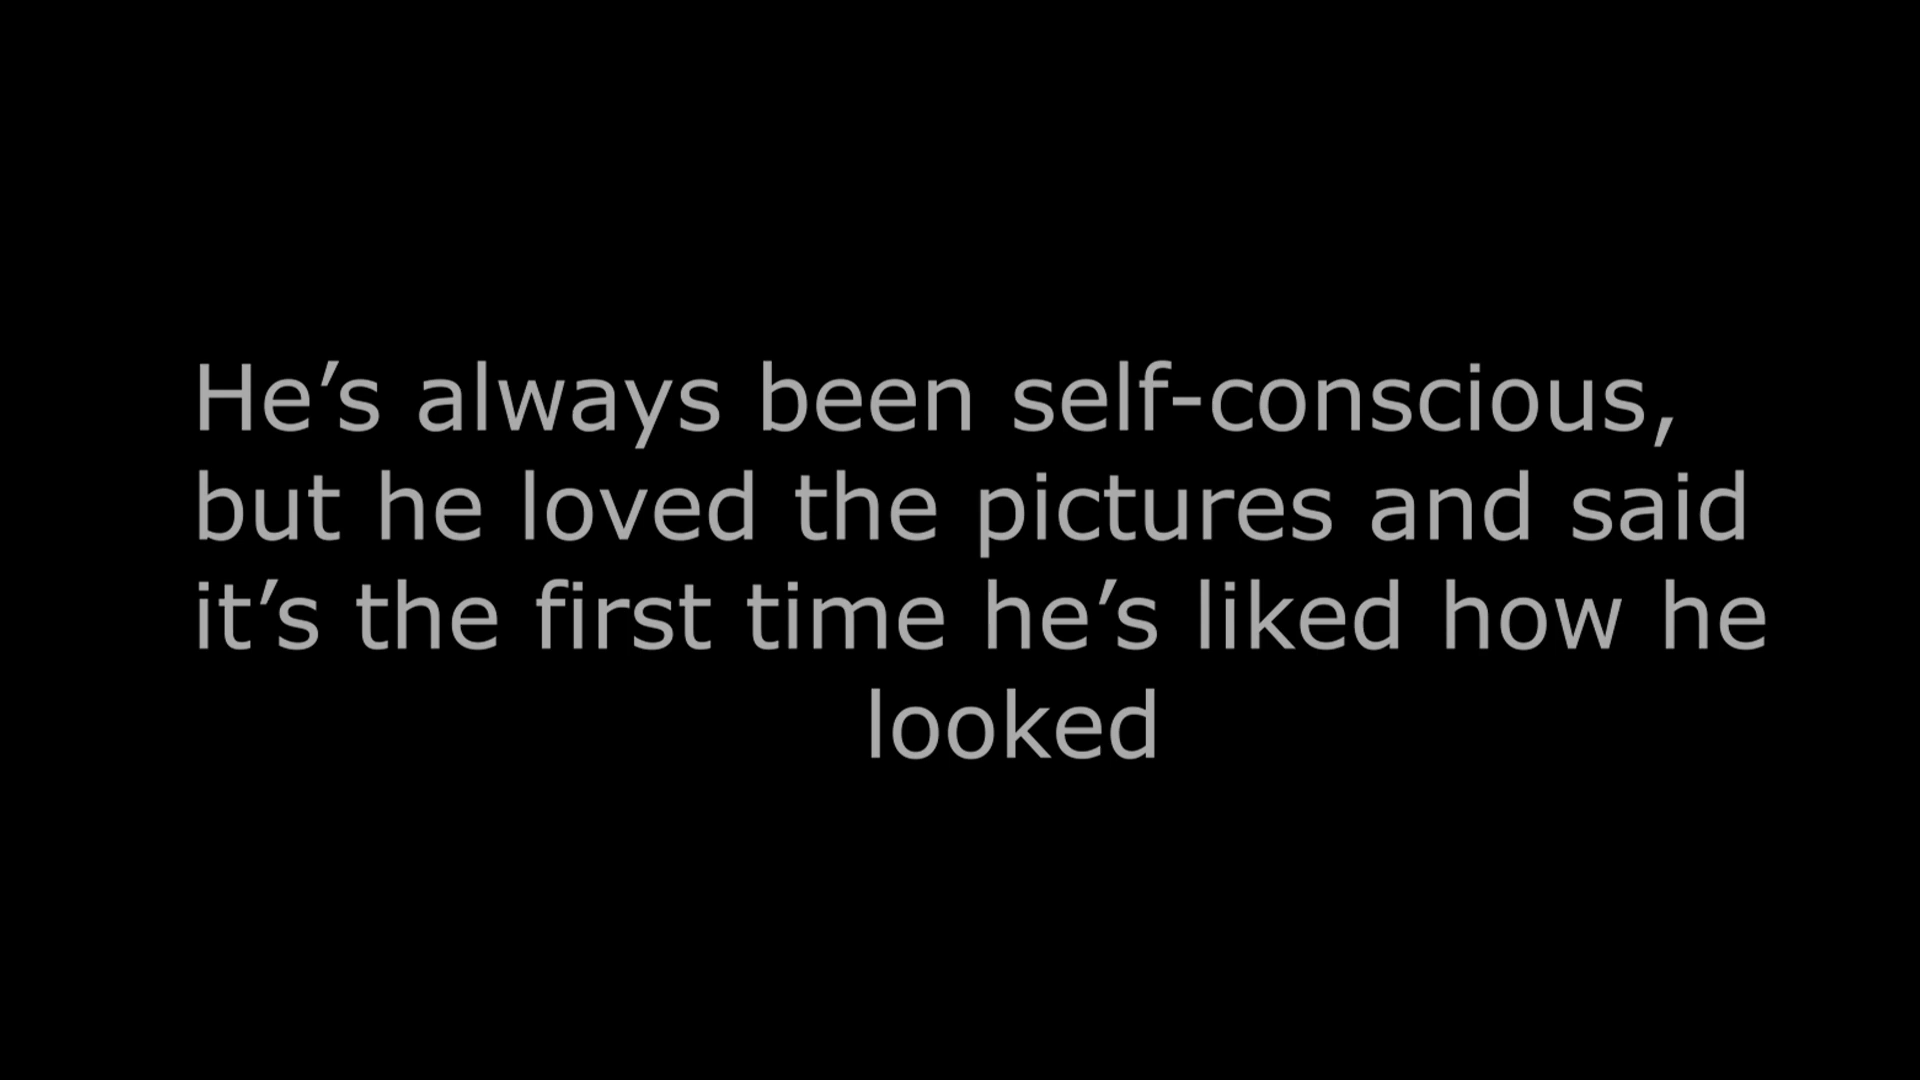 He’s always been self-conscious,
but he loved the pictures and said
it’s the first time he’s liked how he
looked